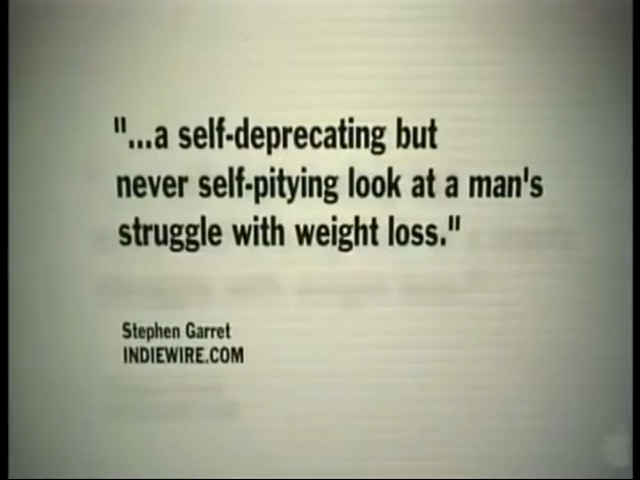 "...a self-deprecating but
never self-pitying look at a man's
struggle with weight loss."
Stephen Garret
INDIEWIRE.COM